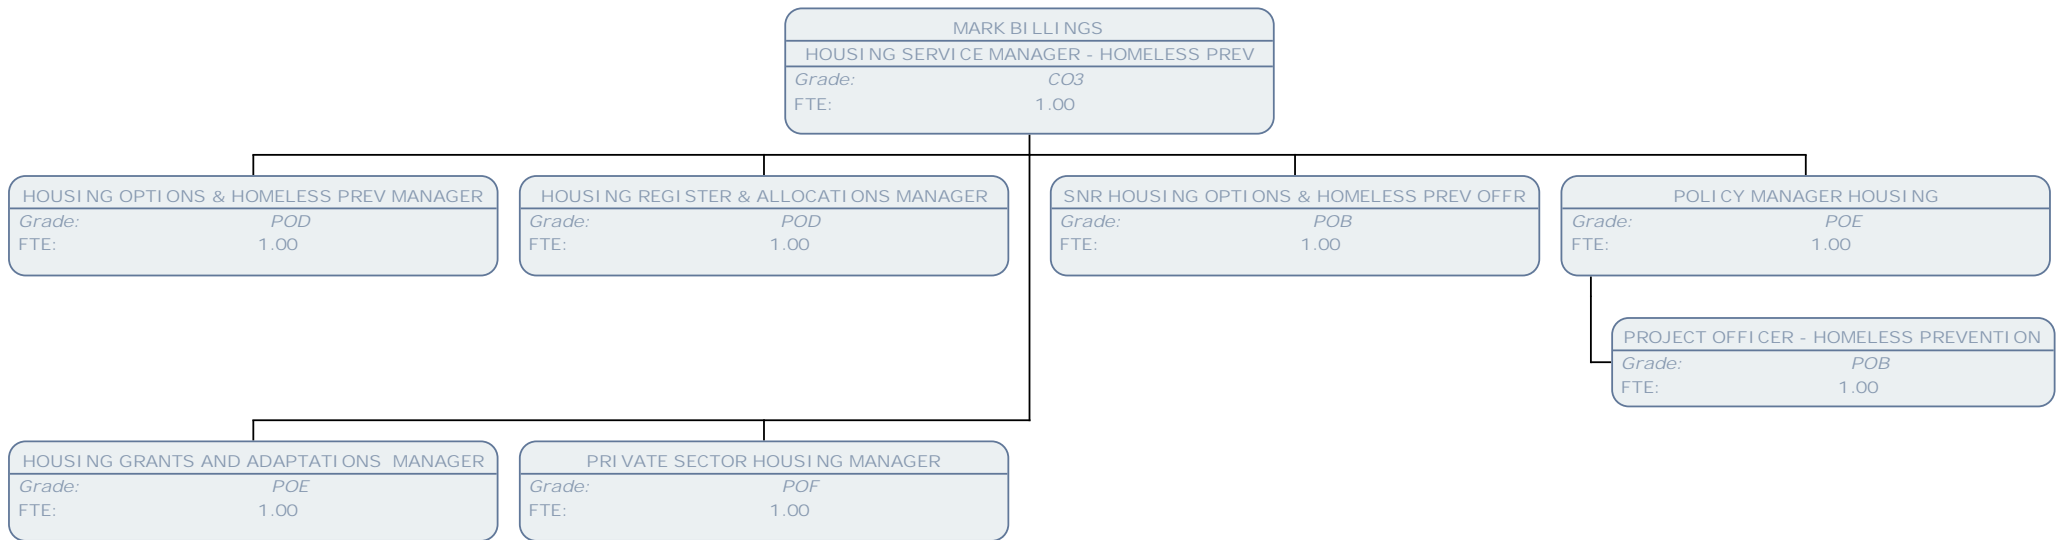 MARK BILLINGS
HOUSING SERVICE MANAGER - HOMELESS PREV
Grade: CO3
FTE: 1.00
HOUSING OPTIONS & HOMELESS PREV MANAGER
Grade: POD
FTE: 1.00
HOUSING REGISTER & ALLOCATIONS MANAGER
Grade: POD
FTE: 1.00
SNR HOUSING OPTIONS & HOMELESS PREV OFFR
Grade: POB
FTE: 1.00
POLICY MANAGER HOUSING
Grade: POE
FTE: 1.00
PROJECT OFFICER - HOMELESS PREVENTION
Grade: POB
FTE: 1.00
HOUSING GRANTS AND ADAPTATIONS MANAGER
Grade: POE
FTE: 1.00
PRIVATE SECTOR HOUSING MANAGER
Grade: POF
FTE: 1.00